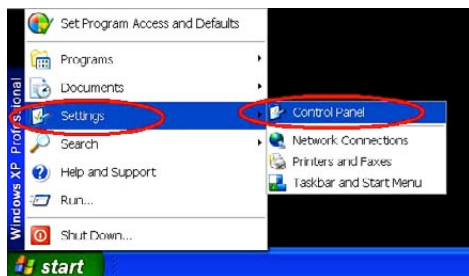 Set Program Access and Defaults
Programs
Documents
Settings
Search
Help and Support
Run...
Shut Down...
Control Panel
Network Connections
Printers and Faxes
Taskbar and Start Menu
Windows XP Professional
start